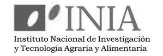 INIA
Instituto Nacional de Investigación
y Tecnología Agraria y Alimentaria